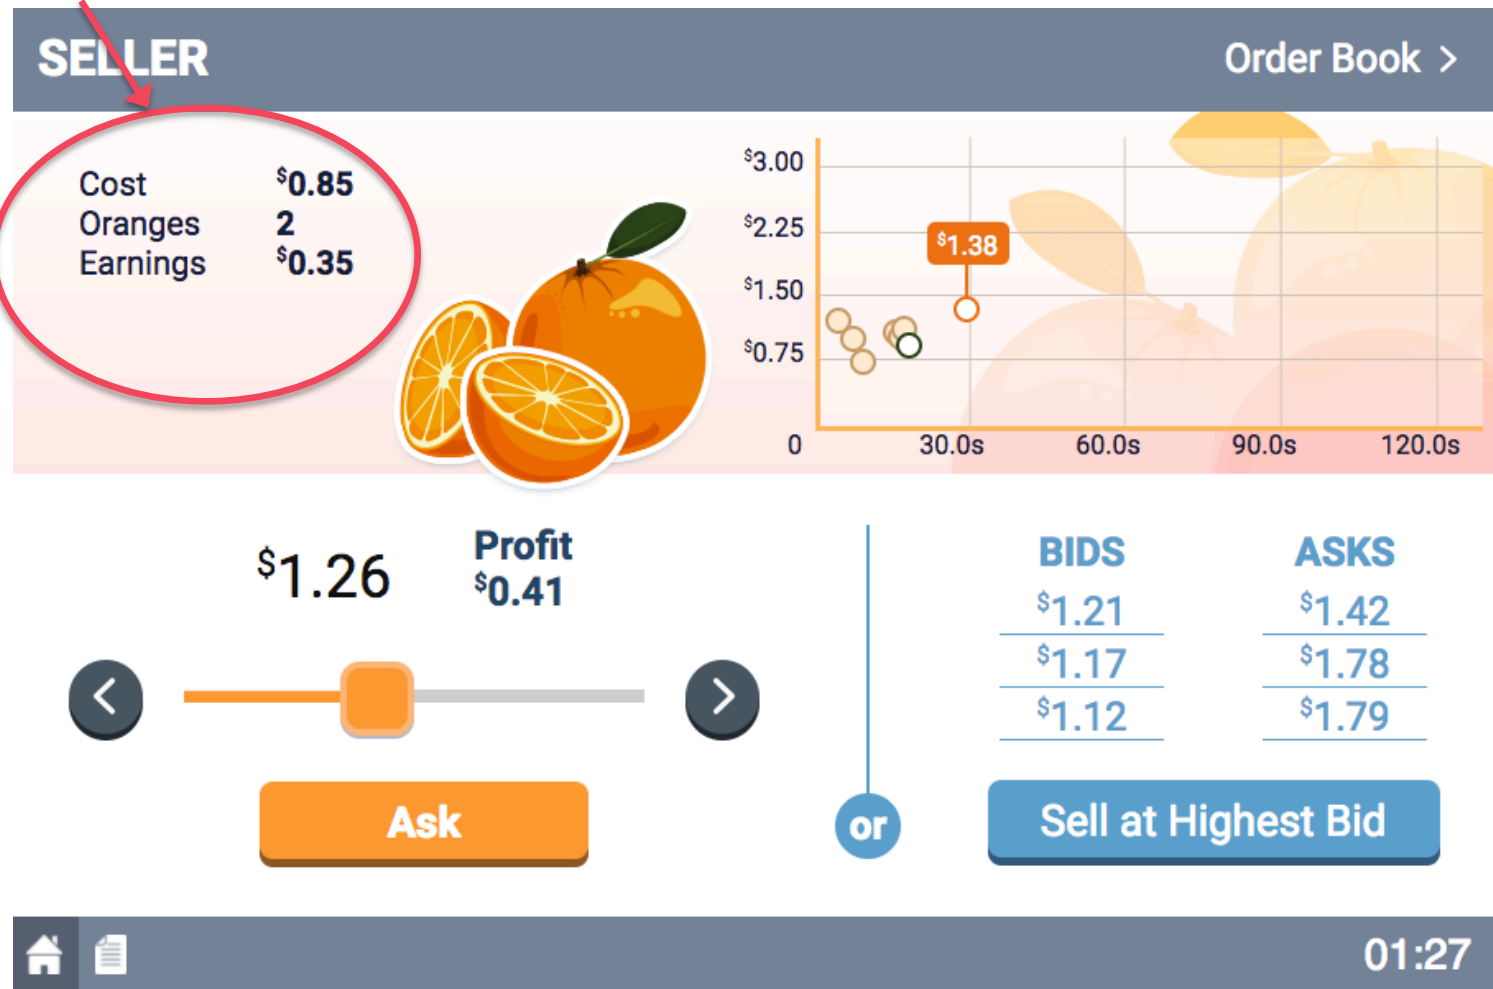 SELLER
Order Book >
Cost $0.85
Oranges 2
Earnings $0.35
$3.00
$2.25
$1.50
$0.75
$1.38
0 30.0s 60.0s 90.0s 120.0s
$1.26
Profit
$0.41
Ask
or
BIDS ASKS
$1.21 $1.42
$1.17 $1.78
$1.12 $1.79
Sell at Highest Bid
01:27